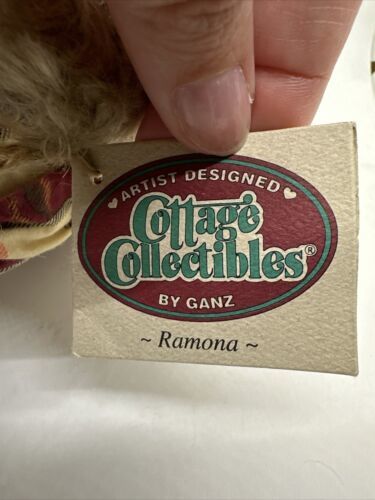 ARTIST DESIGNED
Cottage
Collectibles®
BY GANZ
~ Ramona ~